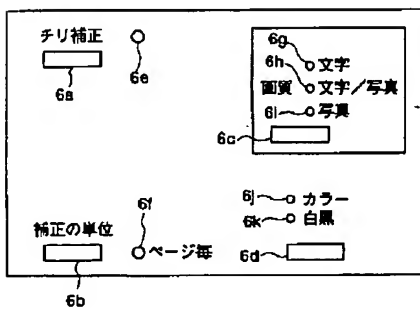 チリ補正
6a
6e
6g
文字
6h
画質
文字/写真
6i
写真
6c
6j
カラー
6k
白黒
6d
6f
補正の単位
ページ毎
6b